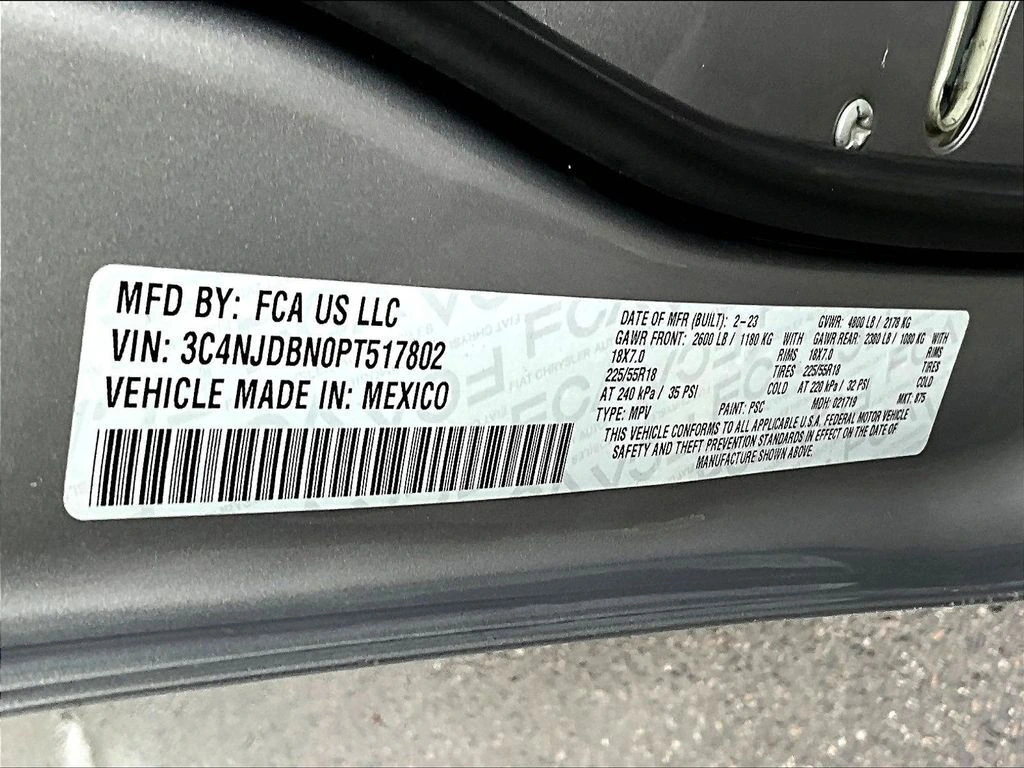 MFD BY: FCA US LLC
VIN: 3C4NJDBN0PT517802
VEHICLE MADE IN: MEXICO
DATE OF MFR (BUILT): 2-23 GVWR: 4800 LB / 2178 KG
GAWR FRONT: 2600 LB / 1180 KG WITH GAWR REAR: 2380 LB / 1080 KG WITH
18X7.0 RIMS 18X7.0 RIMS
225/55R18 TIRES 225/55R18 TIRES
AT 240 kPa / 35 PSI COLD AT 220 kPa / 32 PSI COLD
TYPE: MPV PAINT: PSC MDH: 021719 MKT: 875
THIS VEHICLE CONFORMS TO ALL APPLICABLE U.S.A. FEDERAL MOTOR VEHICLE
SAFETY AND THEFT PREVENTION STANDARDS IN EFFECT ON THE DATE OF
MANUFACTURE SHOWN ABOVE.